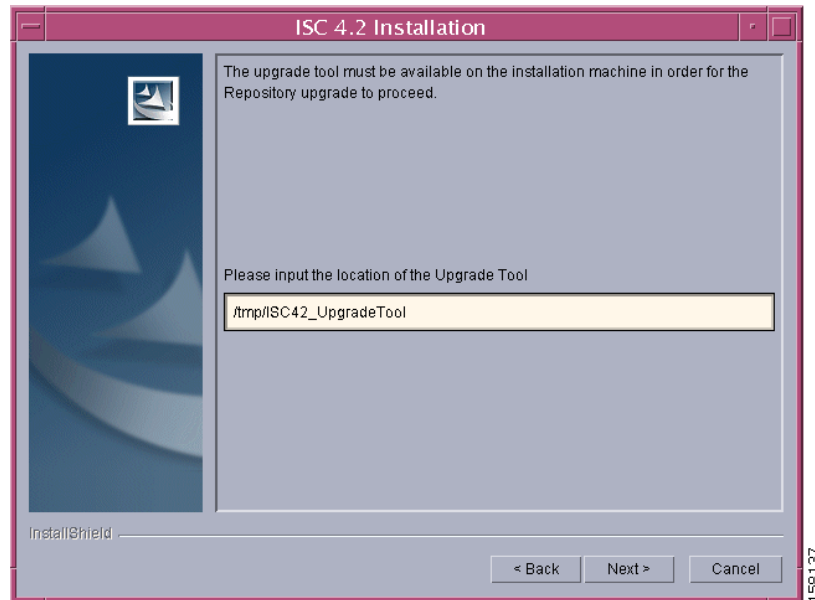 ISC 4.2 Installation
The upgrade tool must be available on the installation machine in order for the
Repository upgrade to proceed.
Please input the location of the Upgrade Tool
/tmp/ISC42_UpgradeTool
InstallShield
< Back
Next >
Cancel
158137